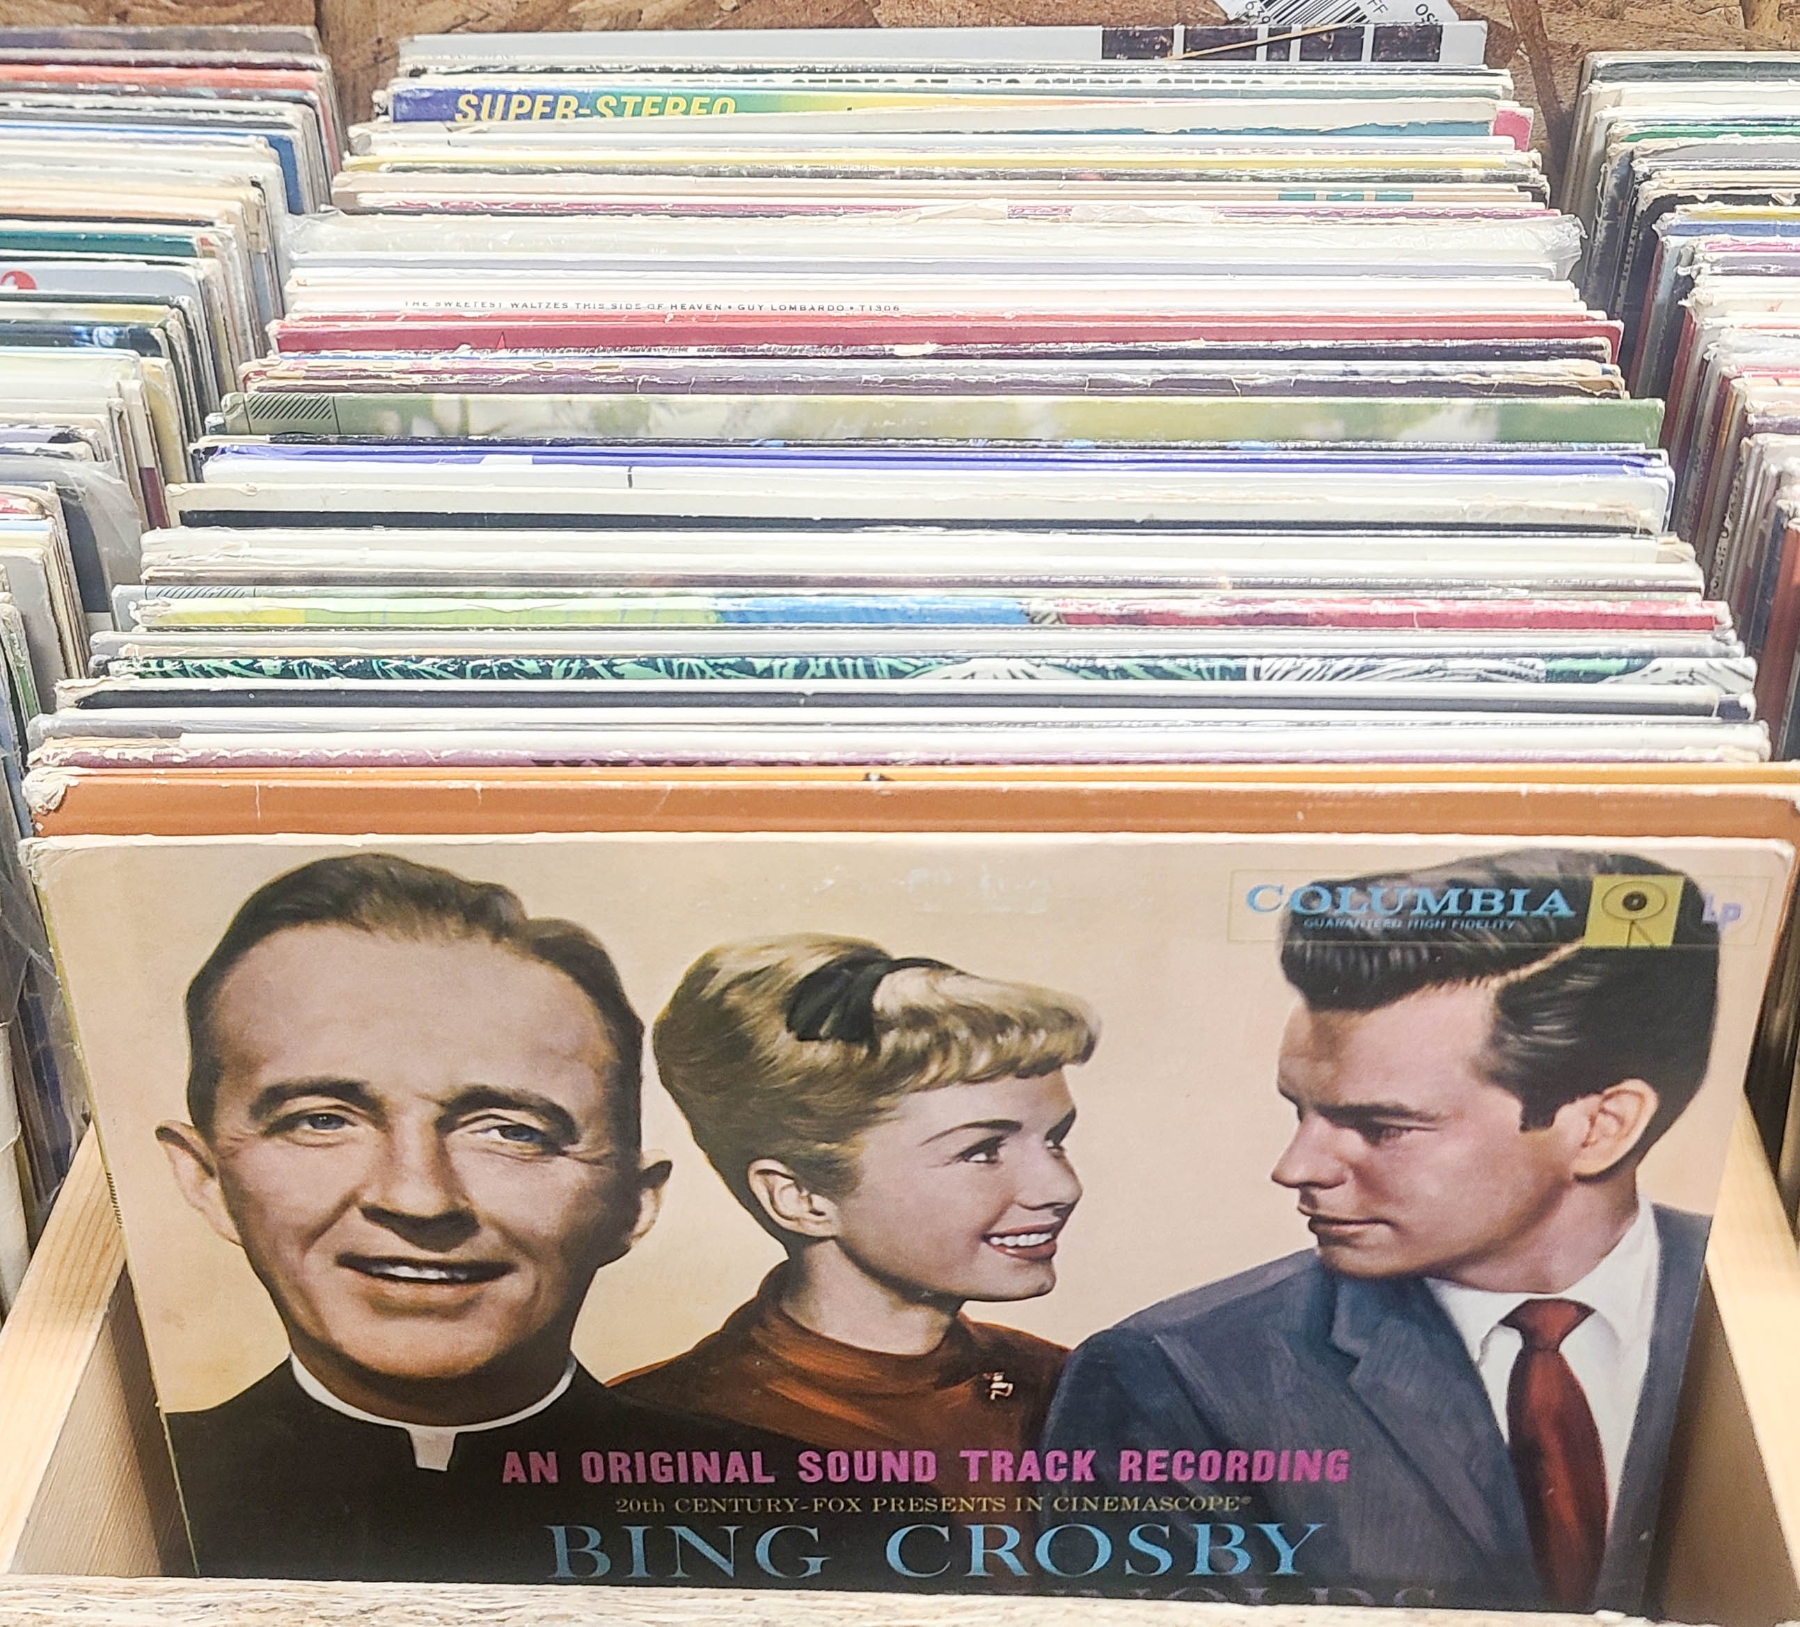 SUPER-STEREO
THE SWEETEST WALTZES THIS SIDE OF HEAVEN • GUY LOMBARDO • T1306
COLUMBIA
GUARANTEED HIGH FIDELITY
Lp
AN ORIGINAL SOUND TRACK RECORDING
20th CENTURY-FOX PRESENTS IN CINEMASCOPE®
BING CROSBY